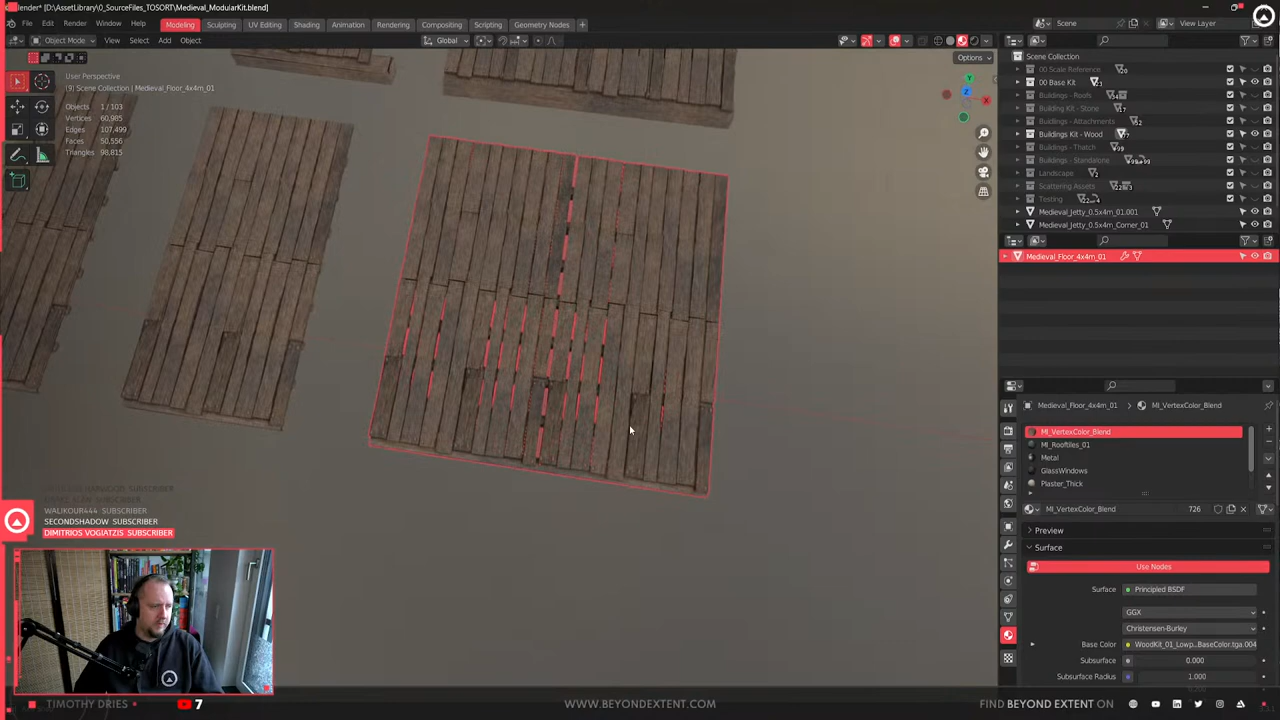 Blender* [D:\AssetLibrary\0_SourceFiles_TOSORT\Medieval_ModularKit.blend]
File Edit Render Window Help
Modeling Sculpting UV Editing Shading Animation Rendering Compositing Scripting Geometry Nodes
Scene
View Layer
Object Mode View Select Add Object
Global
Options
User Perspective
(9) Scene Collection | Medieval_Floor_4x4m_01
Objects 1/103
Vertices 60,985
Edges 107,499
Faces 50,556
Triangles 98,815
Scene Collection
00 Scale Reference
00 Base Kit
Buildings - Roofs
Building Kit - Stone
Buildings - Attachments
Buildings Kit - Wood
Buildings - Thatch
Buildings - Standalone
Landscape
Scattering Assets
Testing
Medieval_Jetty_0.5x4m_01.001
Medieval_Jetty_0.5x4m_Corner_01
Medieval_Floor_4x4m_01
Medieval_Floor_4x4m_01 > MI_VertexColor_Blend
MI_VertexColor_Blend
MI_Rooftiles_01
Metal
GlassWindows
Plaster_Thick
MI_VertexColor_Blend 726
Preview
Surface
Use Nodes
Surface Principled BSDF
GGX
Christensen-Burley
Base Color WoodKit_01_Lowp...BaseColor.tga.004
Subsurface 0.000
Subsurface Radius 1.000
WALIKOUR444 SUBSCRIBER
SECONDSHADOW SUBSCRIBER
DIMITRIOS VOGIATZIS SUBSCRIBER
TIMOTHY DRIES 7 WWW.BEYONDEXTENT.COM FIND BEYOND EXTENT ON